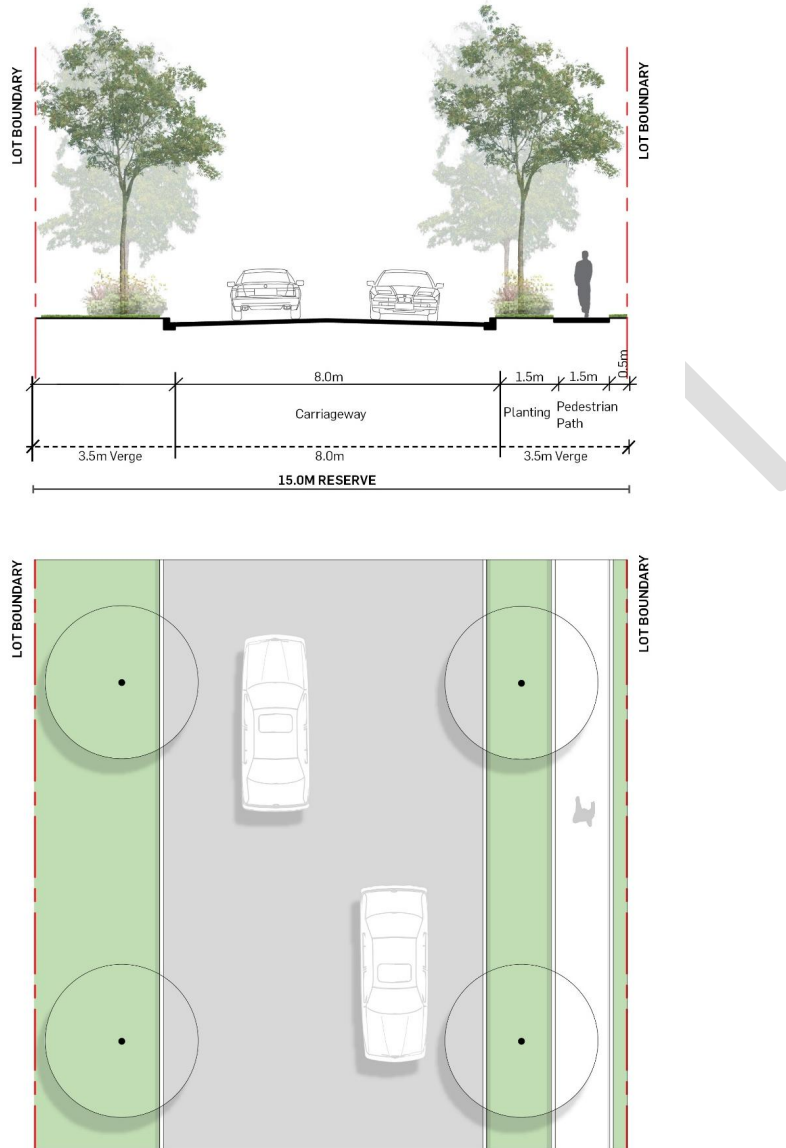 LOT BOUNDARY
LOT BOUNDARY
8.0m
1.5m
1.5m
0.5m
Carriageway
Planting
Pedestrian
Path
3.5m Verge
8.0m
3.5m Verge
15.0M RESERVE
LOT BOUNDARY
LOT BOUNDARY